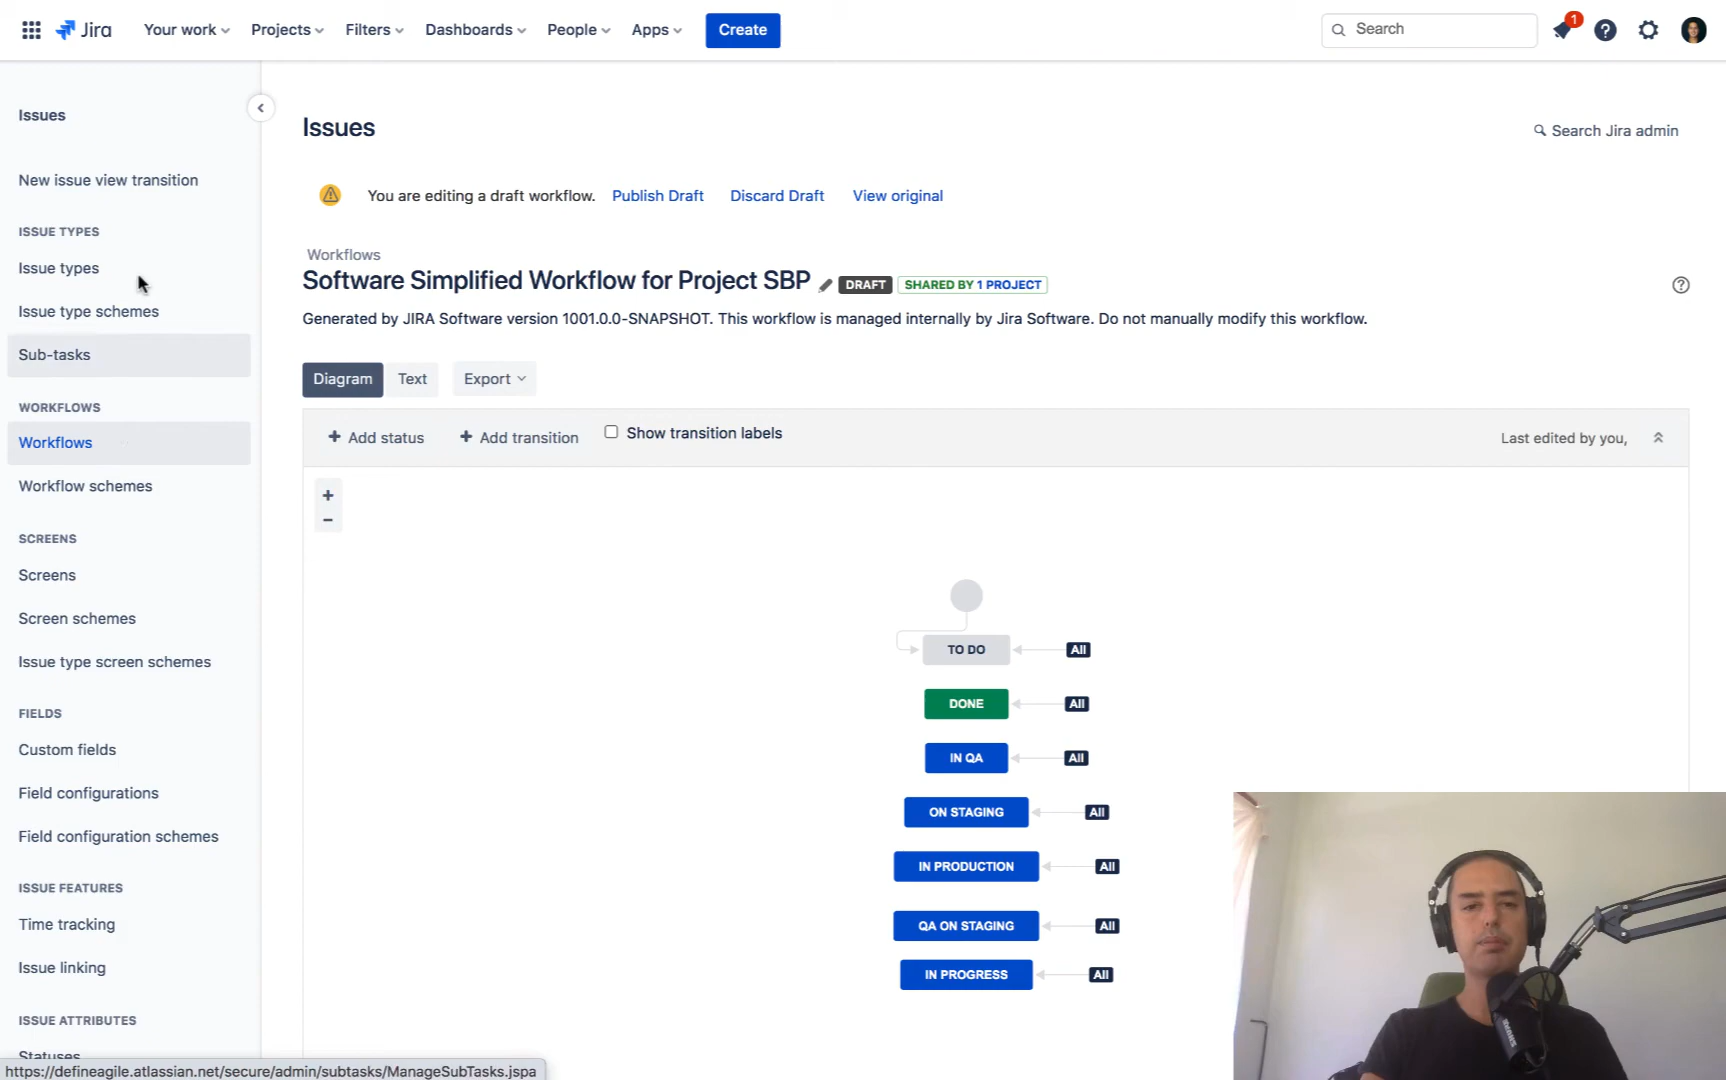 Jira
Your work
Projects
Filters
Dashboards
People
Apps
Create
Search
1
Issues
New issue view transition
ISSUE TYPES
Issue types
Issue type schemes
Sub-tasks
WORKFLOWS
Workflows
Workflow schemes
SCREENS
Screens
Screen schemes
Issue type screen schemes
FIELDS
Custom fields
Field configurations
Field configuration schemes
ISSUE FEATURES
Time tracking
Issue linking
ISSUE ATTRIBUTES
Statuses
https://defineagile.atlassian.net/secure/admin/subtasks/ManageSubTasks.jspa
Issues
Search Jira admin
You are editing a draft workflow. Publish Draft Discard Draft View original
Workflows
Software Simplified Workflow for Project SBP DRAFT SHARED BY 1 PROJECT
Generated by JIRA Software version 1001.0.0-SNAPSHOT. This workflow is managed internally by Jira Software. Do not manually modify this workflow.
Diagram Text Export
+ Add status + Add transition Show transition labels Last edited by you,
+
−
TO DO All
DONE All
IN QA All
ON STAGING All
IN PRODUCTION All
QA ON STAGING All
IN PROGRESS All